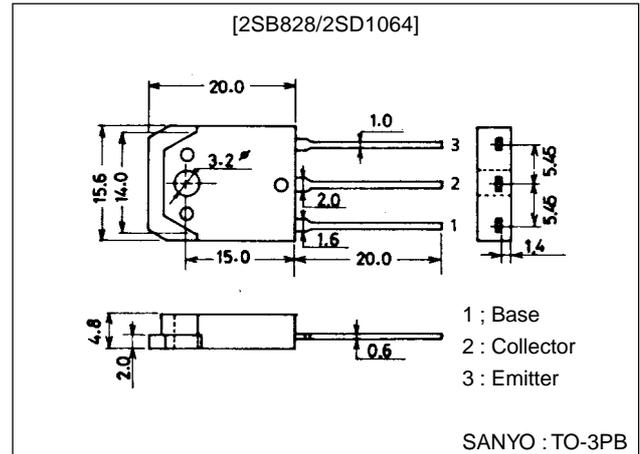 [2SB828/2SD1064]
20.0
1.0
3
3-2 ø
5.45
15.6
14.0
2
2.0
5.45
1
1.6
1.4
15.0
20.0
4.8
2.0
0.6
1 ; Base
2 : Collector
3 : Emitter
SANYO : TO-3PB